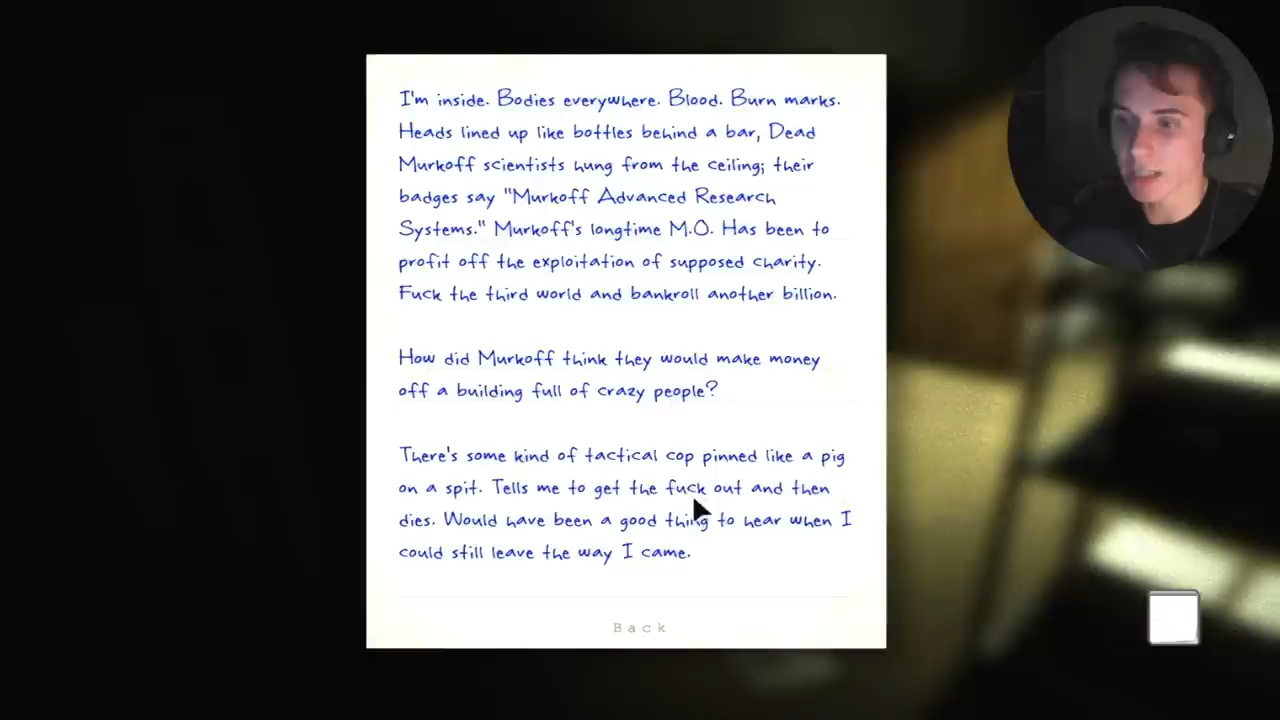 I'm inside. Bodies everywhere. Blood. Burn marks.
Heads lined up like bottles behind a bar, Dead
Murkoff scientists hung from the ceiling; their
badges say "Murkoff Advanced Research
Systems." Murkoff's longtime M.O. Has been to
profit off the exploitation of supposed charity.
Fuck the third world and bankroll another billion.
How did Murkoff think they would make money
off a building full of crazy people?
There's some kind of tactical cop pinned like a pig
on a spit. Tells me to get the fuck out and then
dies. Would have been a good thing to hear when I
could still leave the way I came.
Back